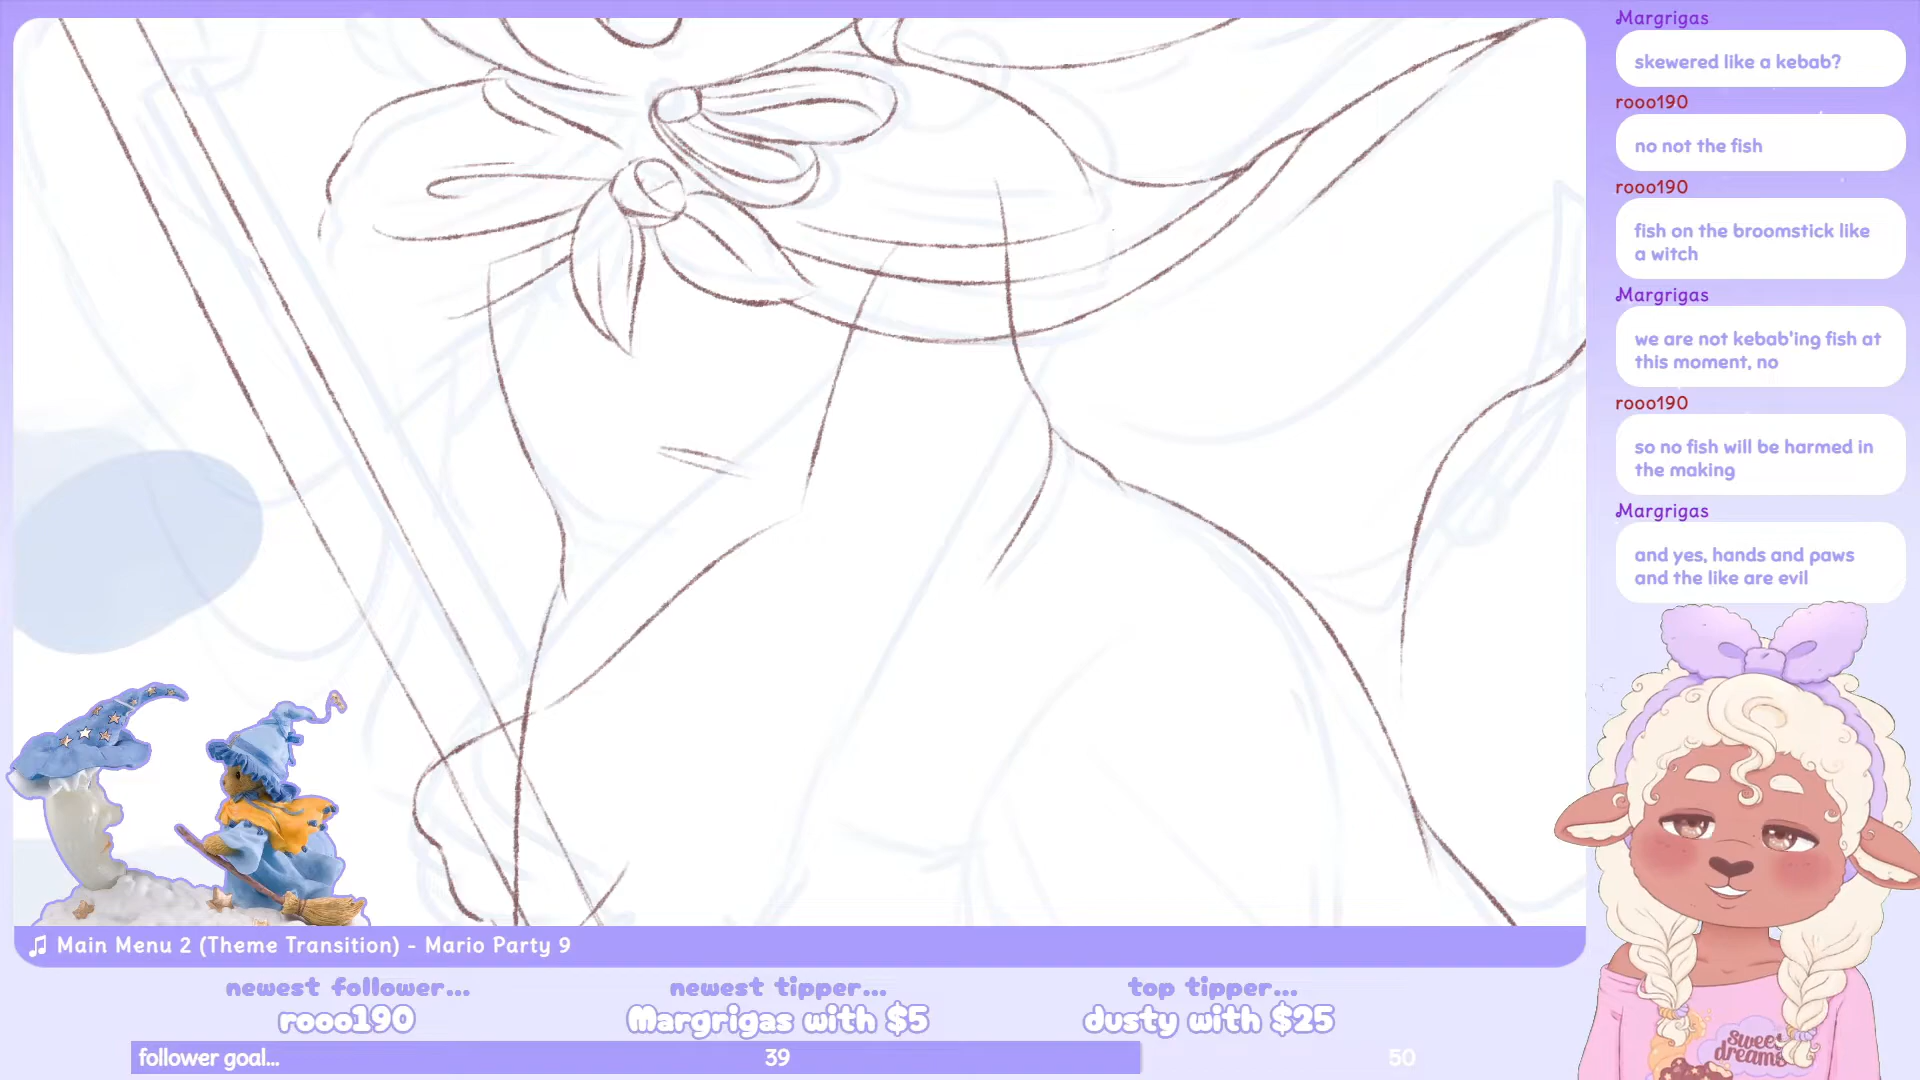 Margrigas
skewered like a kebab?
rooo190
no not the fish
rooo190
fish on the broomstick like
a witch
Margrigas
we are not kebab'ing fish at
this moment, no
rooo190
so no fish will be harmed in
the making
Margrigas
and yes, hands and paws
and the like are evil
Main Menu 2 (Theme Transition) - Mario Party 9
newest follower...
rooo190
newest tipper...
Margrigas with $5
top tipper...
dusty with $25
follower goal...
39
50
sweet
dreams